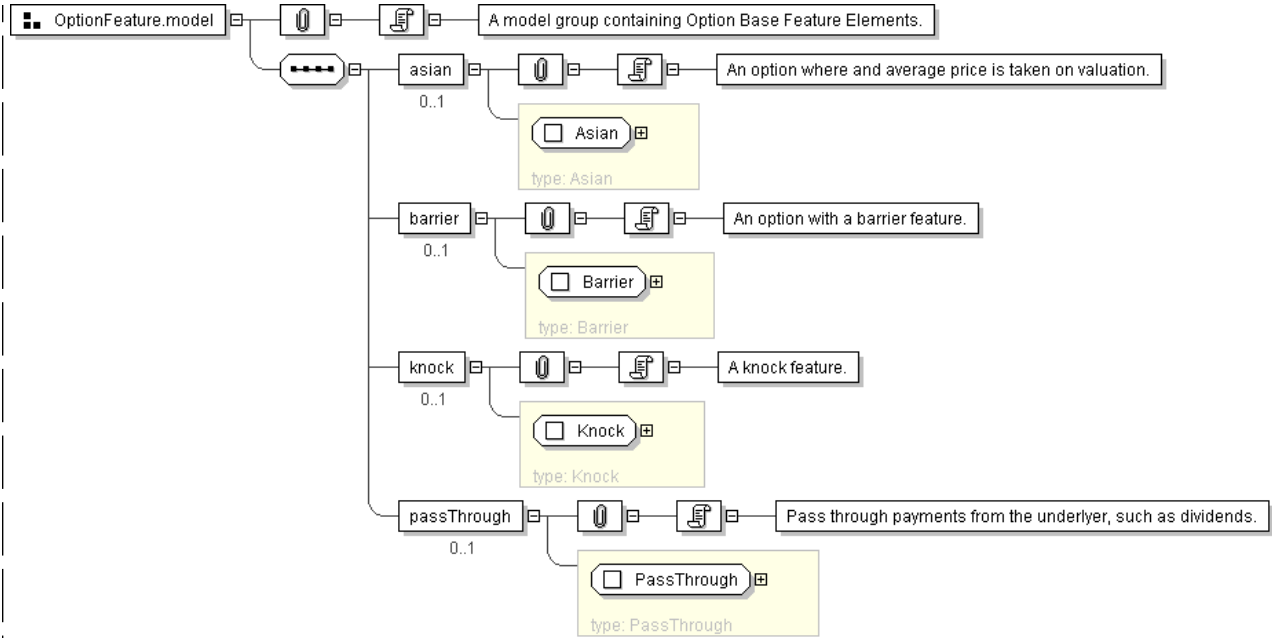 OptionFeature.model
A model group containing Option Base Feature Elements.
asian
An option where and average price is taken on valuation.
0..1
Asian
type: Asian
barrier
An option with a barrier feature.
0..1
Barrier
type: Barrier
knock
A knock feature.
0..1
Knock
type: Knock
passThrough
Pass through payments from the underlyer, such as dividends.
0..1
PassThrough
type: PassThrough